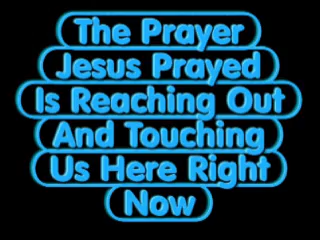 The Prayer
Jesus Prayed
Is Reaching Out
And Touching
Us Here Right
Now